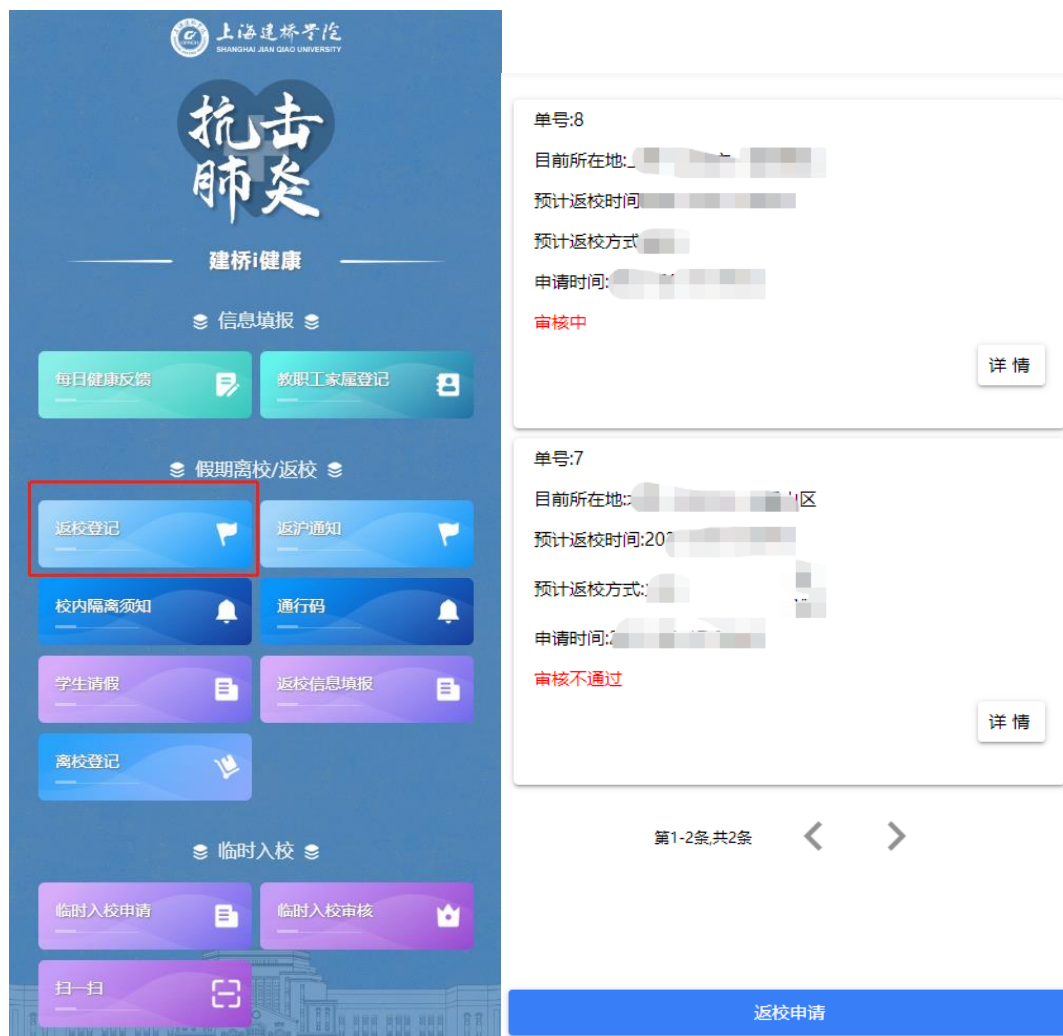 上海建桥学院
SHANGHAI JIAN QIAO UNIVERSITY
抗击
肺炎
建桥i健康
信息填报
每日健康反馈
教职工家属登记
假期离校/返校
返校登记
返沪通知
校内隔离须知
通行码
学生请假
返校信息填报
离校登记
临时入校
临时入校申请
临时入校审核
扫一扫
单号:8
目前所在地:
预计返校时间
预计返校方式
申请时间:
审核中
详 情
单号:7
目前所在地: 区
预计返校时间:202
预计返校方式:
申请时间:2
审核不通过
详 情
第1-2条,共2条
返校申请